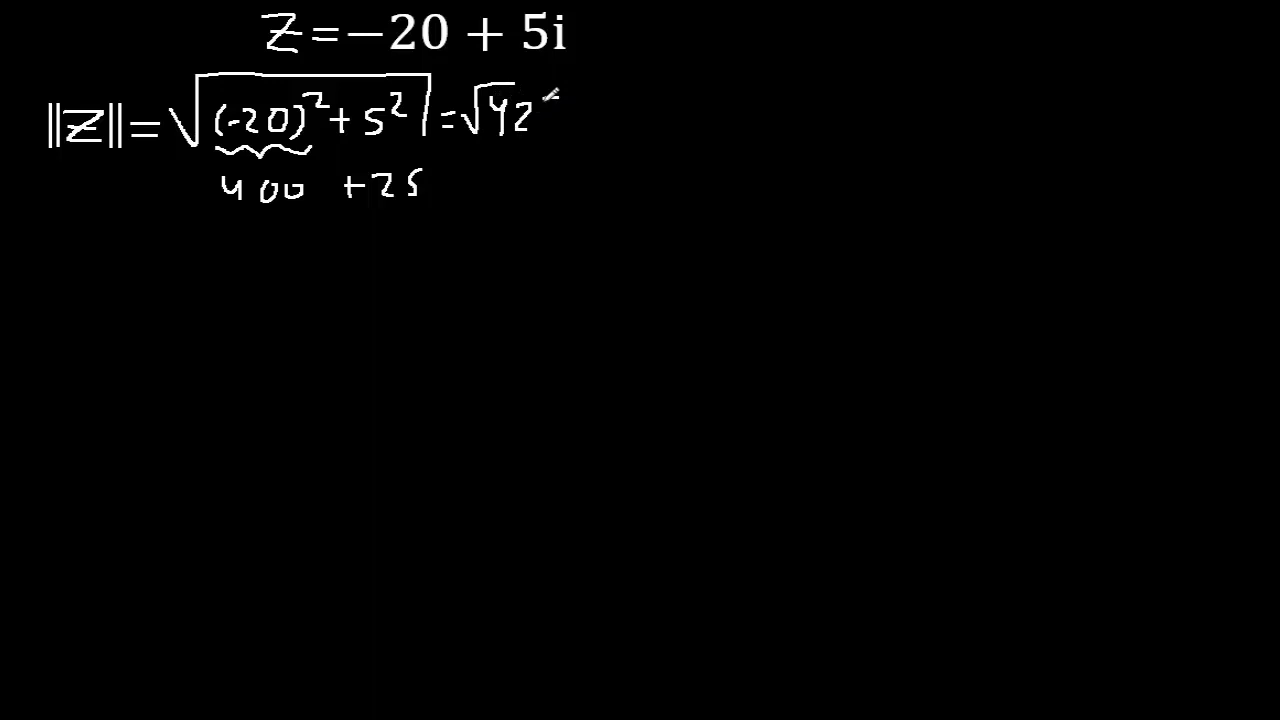 Z = −20 + 5i
‖Z‖ = √((-20)² + 5²) = √42
400 + 25